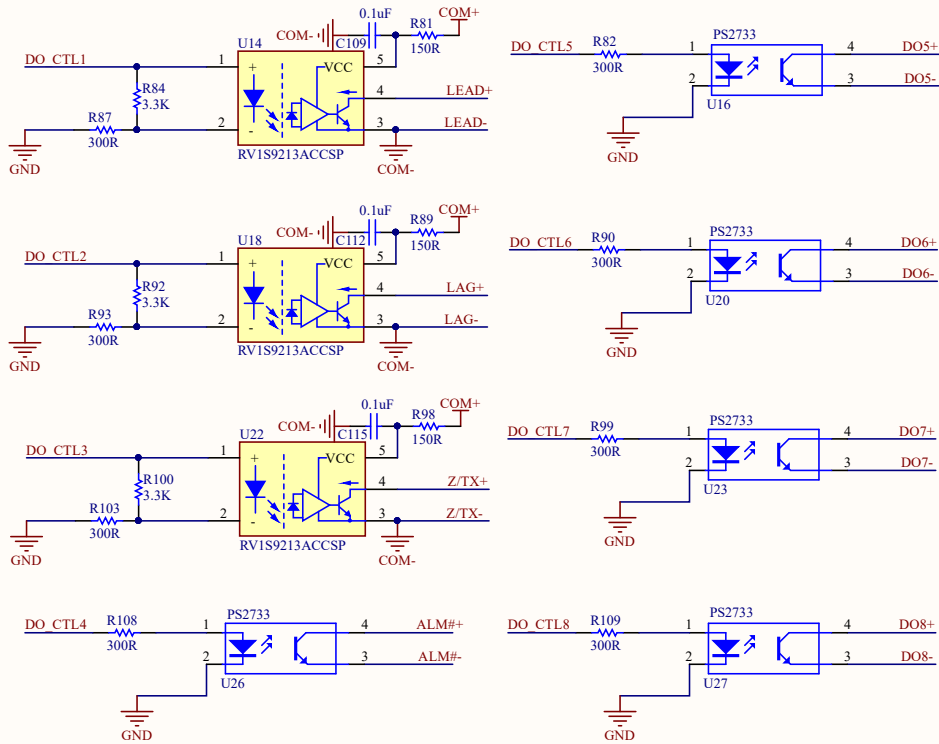 0.1uF
COM+
R81
COM-
C109
150R
U14
DO_CTL1
1
+
VCC
5
R84
3.3K
4
LEAD+
R87
2
-
3
LEAD-
300R
GND
RV1S9213ACCSP
COM-
PS2733
DO_CTL5
R82
1
4
DO5+
300R
2
3
DO5-
U16
GND
0.1uF
COM+
R89
COM-
C112
150R
U18
DO_CTL2
1
+
VCC
5
R92
3.3K
4
LAG+
R93
2
-
3
LAG-
300R
GND
RV1S9213ACCSP
COM-
PS2733
DO_CTL6
R90
1
4
DO6+
300R
2
3
DO6-
U20
GND
0.1uF
COM+
R98
COM-
C115
150R
U22
DO_CTL3
1
+
VCC
5
R100
3.3K
4
Z/TX+
R103
2
-
3
Z/TX-
300R
GND
RV1S9213ACCSP
COM-
PS2733
DO_CTL7
R99
1
4
DO7+
300R
2
3
DO7-
U23
GND
PS2733
DO_CTL4
R108
1
4
ALM#+
300R
2
3
ALM#-
U26
GND
PS2733
DO_CTL8
R109
1
4
DO8+
300R
2
3
DO8-
U27
GND